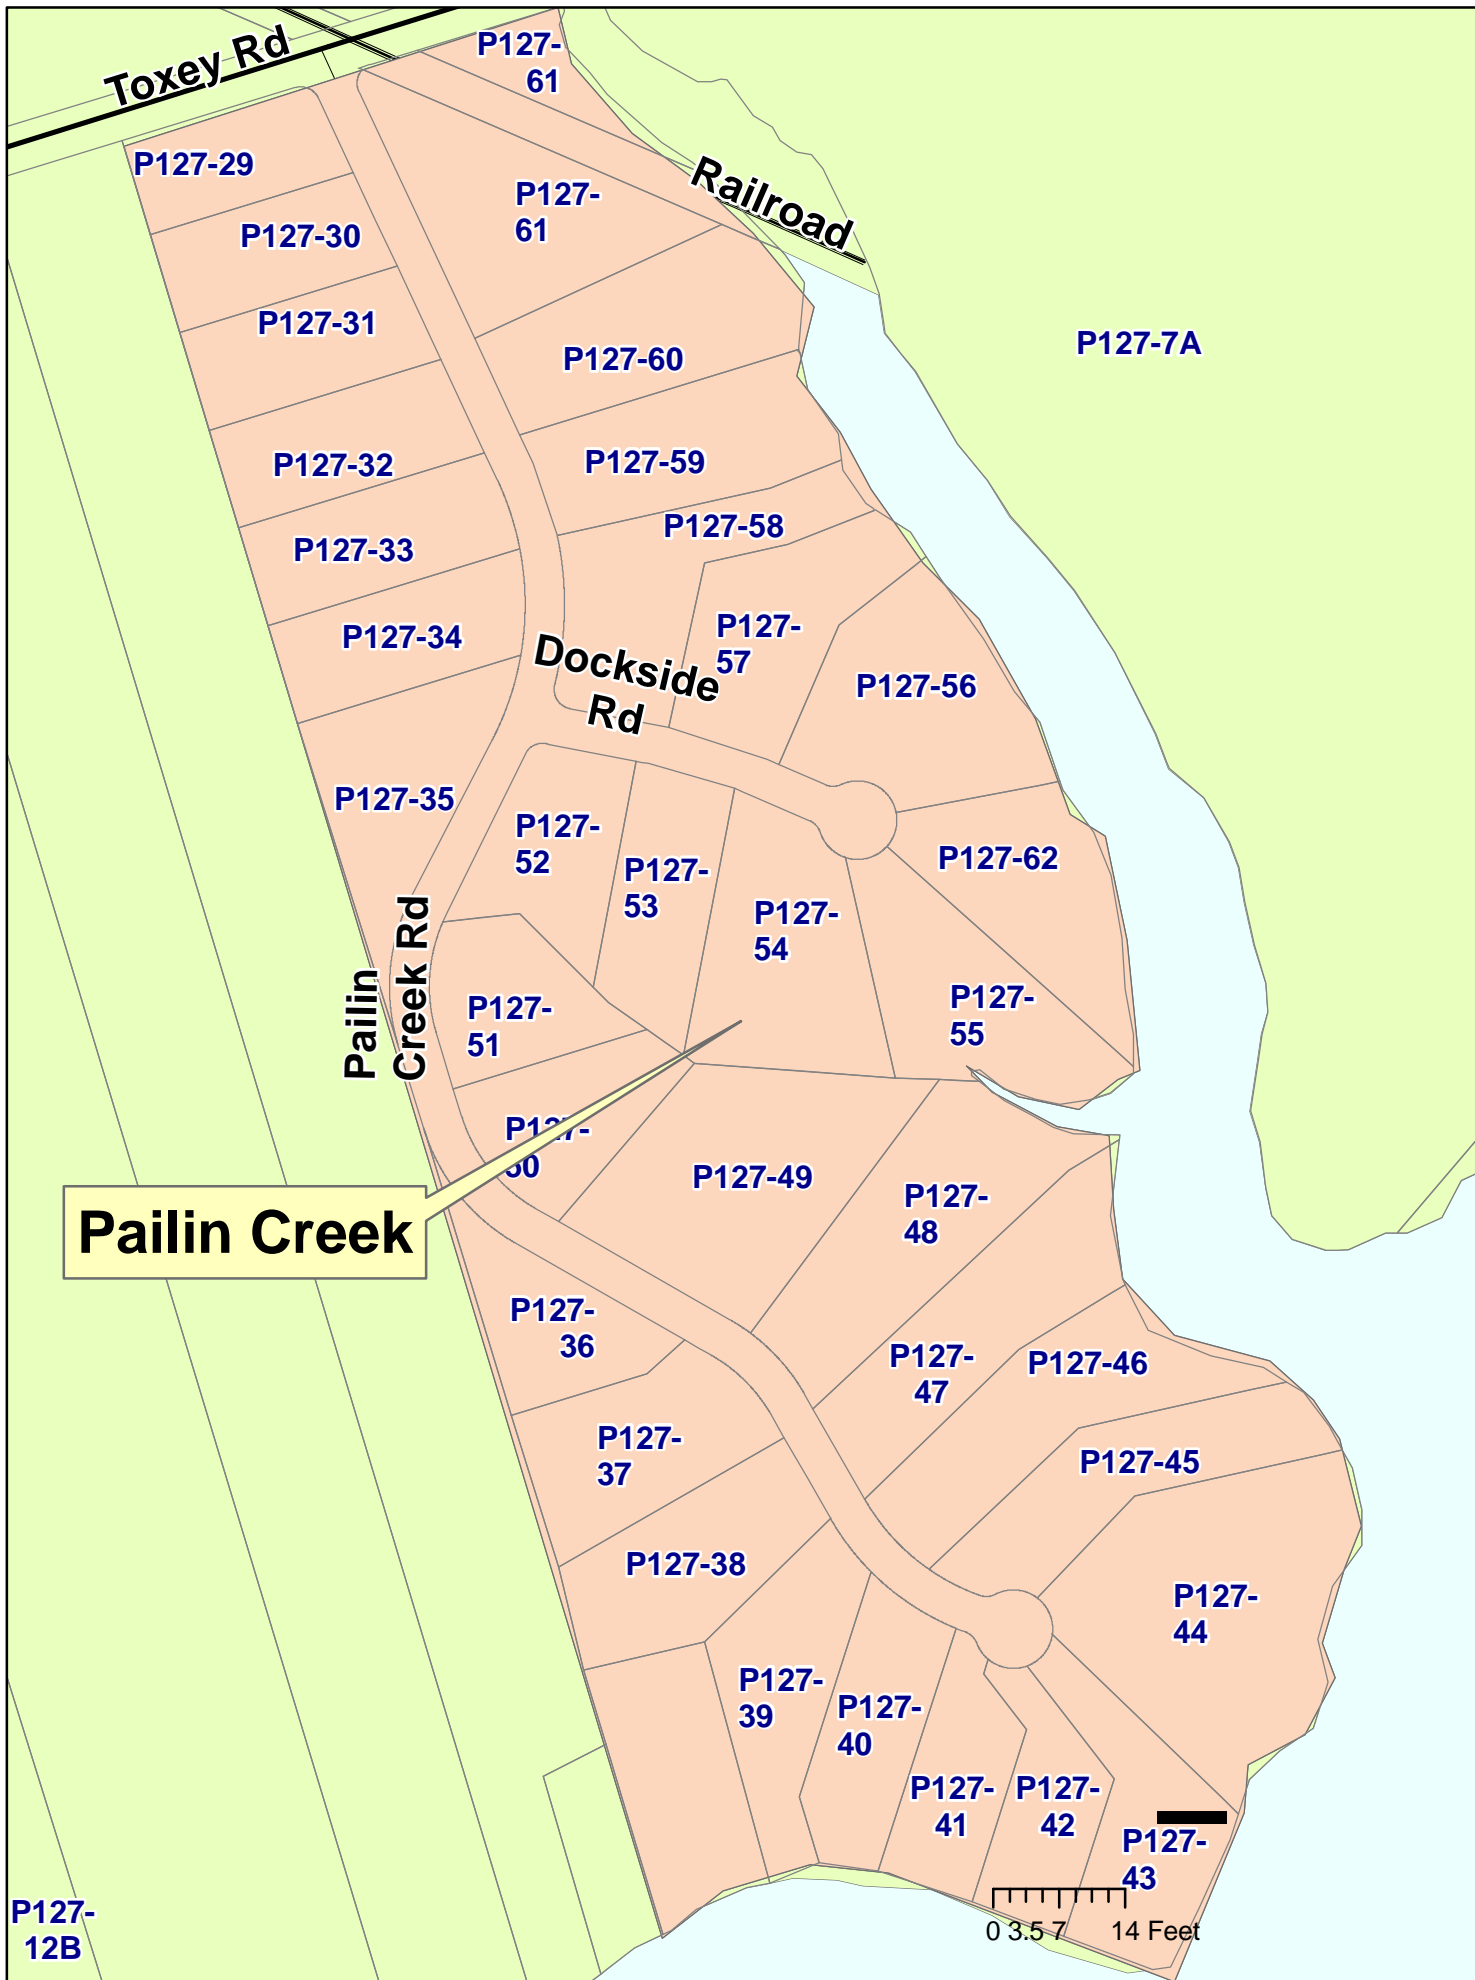 P127-
61
Toxey Rd
P127-29
P127-
61
Railroad
P127-30
P127-31
P127-7A
P127-60
P127-32
P127-59
P127-58
P127-33
P127-34
P127-
57
Dockside
Rd
P127-56
P127-35
P127-
52
P127-
53
P127-62
P127-
54
Pailin
Creek Rd
P127-
51
P127-
55
P127-
50
P127-49
P127-
48
Pailin Creek
P127-
36
P127-
47
P127-46
P127-
37
P127-45
P127-38
P127-
44
P127-
39
P127-
40
P127-
41
P127-
42
P127-
43
P127-
12B
0 3.5 7 14 Feet